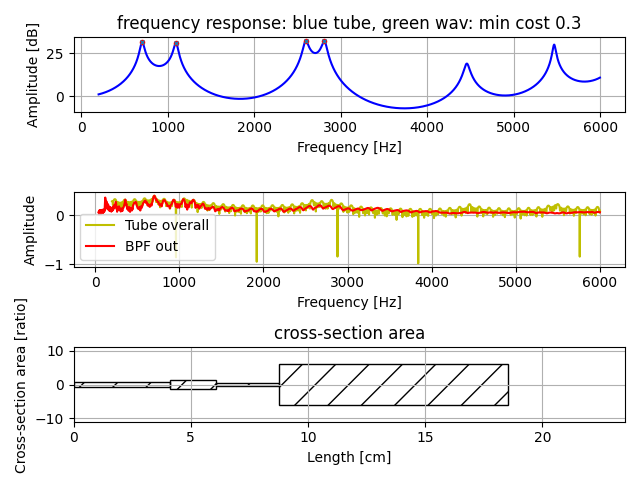 frequency response: blue tube, green wav: min cost 0.3
Amplitude [dB]
25
0
0
1000
2000
3000
4000
5000
6000
Frequency [Hz]
Amplitude
0
−1
Tube overall
BPF out
0
1000
2000
3000
4000
5000
6000
Frequency [Hz]
cross-section area
Cross-section area [ratio]
10
0
−10
0
5
10
15
20
Length [cm]